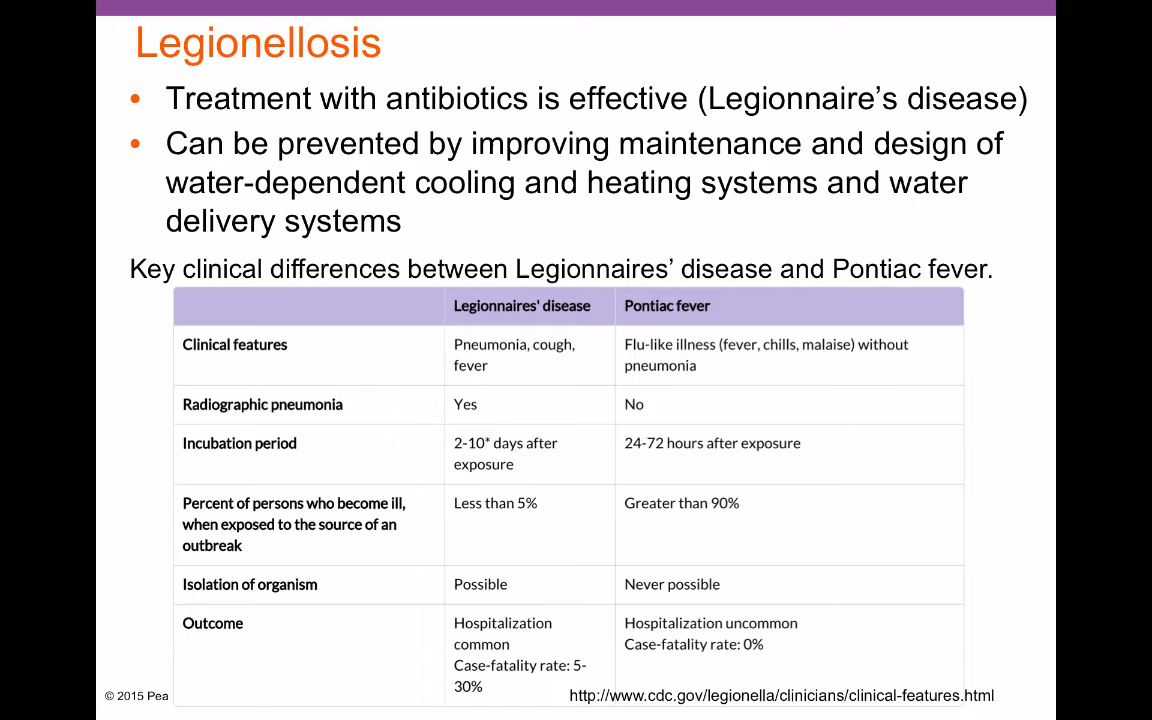 Legionellosis
• Treatment with antibiotics is effective (Legionnaire's disease)
• Can be prevented by improving maintenance and design of
water-dependent cooling and heating systems and water
delivery systems
Key clinical differences between Legionnaires' disease and Pontiac fever.
Legionnaires' disease Pontiac fever
Clinical features Pneumonia, cough, Flu-like illness (fever, chills, malaise) without
fever pneumonia
Radiographic pneumonia Yes No
Incubation period 2-10* days after 24-72 hours after exposure
exposure
Percent of persons who become ill, Less than 5% Greater than 90%
when exposed to the source of an
outbreak
Isolation of organism Possible Never possible
Outcome Hospitalization Hospitalization uncommon
common Case-fatality rate: 0%
Case-fatality rate: 5-
30%
© 2015 Pea http://www.cdc.gov/legionella/clinicians/clinical-features.html